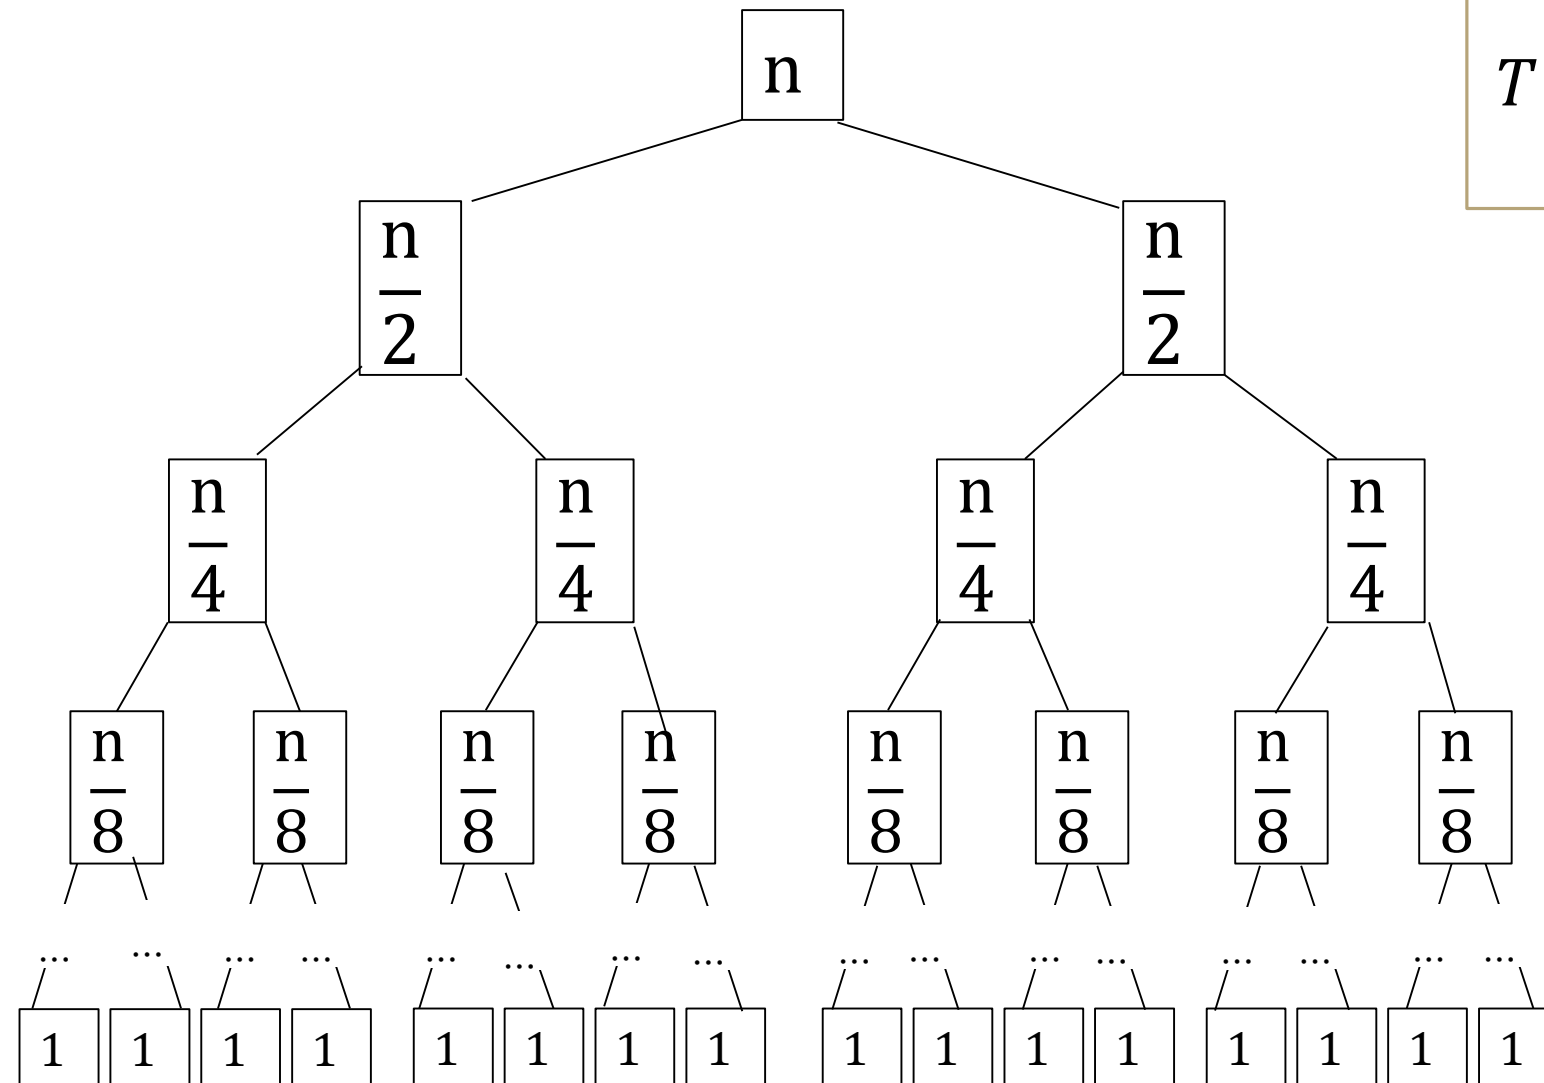 n
T
n/2 n/2
n/4 n/4 n/4 n/4
n/8 n/8 n/8 n/8 n/8 n/8 n/8 n/8
... ... ... ... ... ... ... ... ... ... ... ... ... ... ... ...
1 1 1 1 1 1 1 1 1 1 1 1 1 1 1 1